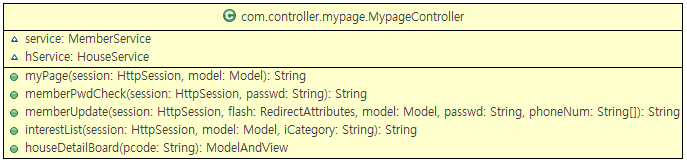 C com.controller.mypage.MypageController
service: MemberService
hService: HouseService
myPage(session: HttpSession, model: Model): String
memberPwdCheck(session: HttpSession, passwd: String): String
memberUpdate(session: HttpSession, flash: RedirectAttributes, model: Model, passwd: String, phoneNum: String[]): String
interestList(session: HttpSession, model: Model, iCategory: String): String
houseDetailBoard(pcode: String): ModelAndView